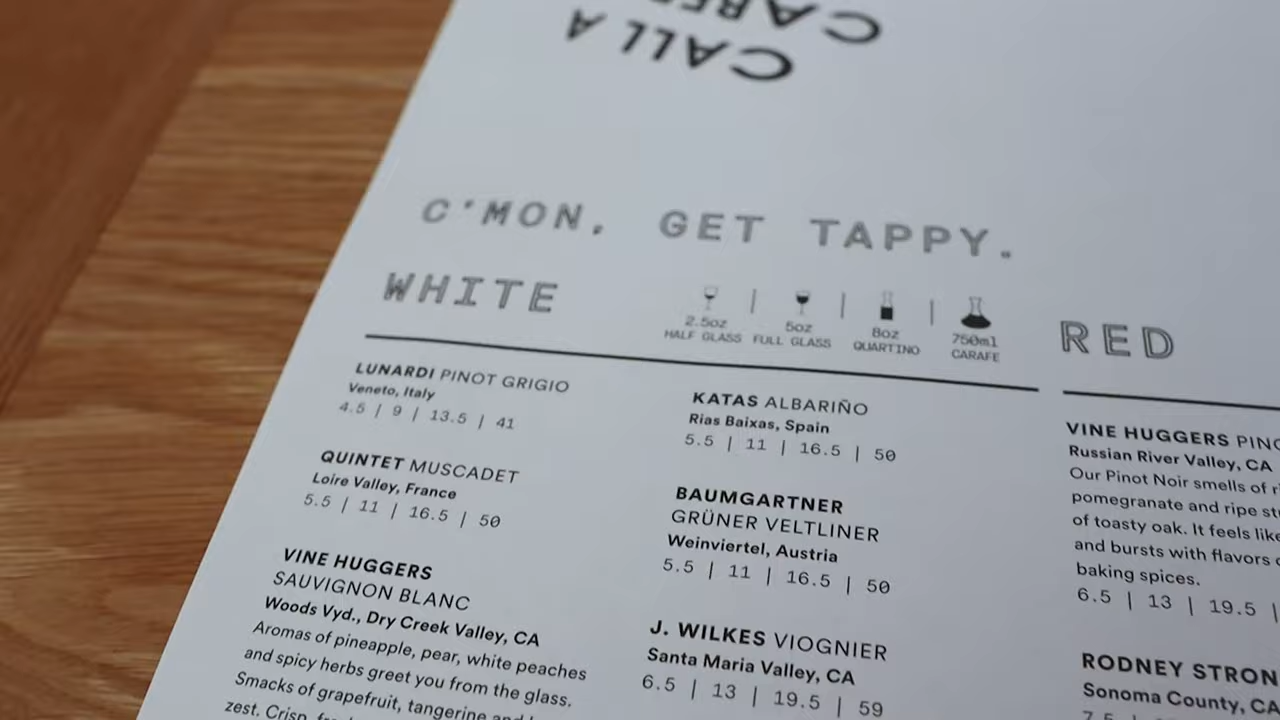 CALL A
C'MON, GET TAPPY.
WHITE
2.5oz
HALF GLASS
5oz
FULL GLASS
8oz
QUARTINO
750ml
CARAFE
LUNARDI PINOT GRIGIO
Veneto, Italy
4.5 | 9 | 13.5 | 41
QUINTET MUSCADET
Loire Valley, France
5.5 | 11 | 16.5 | 50
VINE HUGGERS
SAUVIGNON BLANC
Woods Vyd., Dry Creek Valley, CA
Aromas of pineapple, pear, white peaches
and spicy herbs greet you from the glass.
Smacks of grapefruit, tangerine and
zest. Crisp,
KATAS ALBARIÑO
Rias Baixas, Spain
5.5 | 11 | 16.5 | 50
BAUMGARTNER
GRÜNER VELTLINER
Weinviertel, Austria
5.5 | 11 | 16.5 | 50
J. WILKES VIOGNIER
Santa Maria Valley, CA
6.5 | 13 | 19.5 | 59
RED
VINE HUGGERS
Russian River Valley, CA
Our Pinot Noir smells of
pomegranate and ripe
of toasty oak. It feels like
and bursts with flavors
baking spices.
6.5 | 13 | 19.5 |
RODNEY
Sonoma County, CA